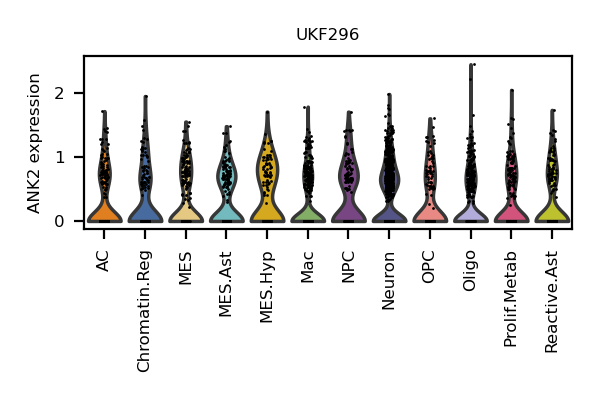 UKF296
ANK2 expression
2
1
0
AC
Chromatin.Reg
MES
MES.Ast
MES.Hyp
Mac
NPC
Neuron
OPC
Oligo
Prolif.Metab
Reactive.Ast